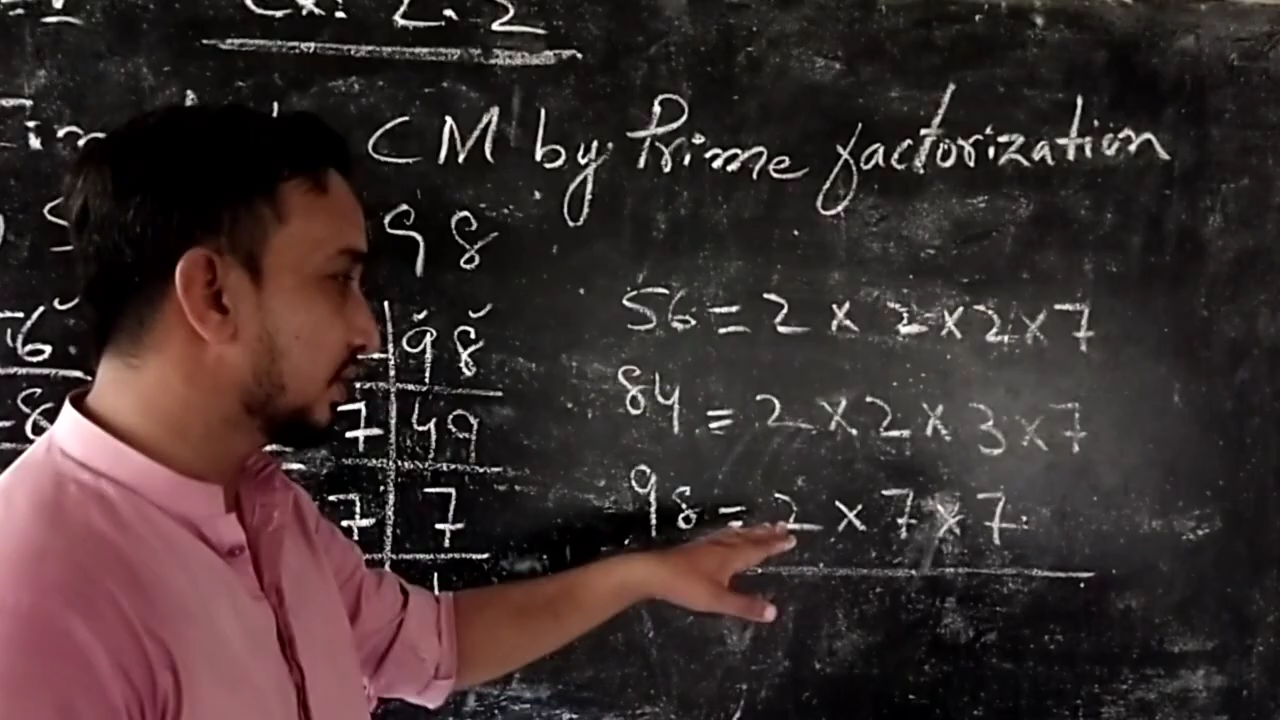 Ex: 2.2
CM by Prime factorization
98
56 = 2 × 2 × 2 × 7
84 = 2 × 2 × 3 × 7
98 = 2 × 7 × 7
98
7 49
7 7